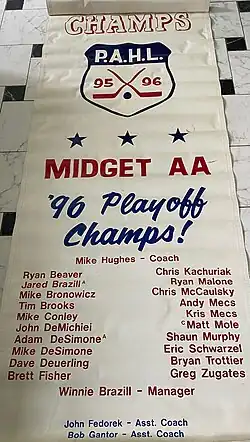 CHAMPS
P.A.H.L.
95 96
MIDGET AA
'96 Playoff
Champs!
Mike Hughes - Coach
Ryan Beaver
Jared Brazill ᴬ
Mike Bronowicz
Tim Brooks
Mike Conley
John DeMichiei
Adam DeSimone ᴬ
Mike DeSimone
Dave Deuerling
Brett Fisher
Chris Kachuriak
Ryan Malone
Chris McCaulsky
Andy Mecs
Kris Mecs
ᶜMatt Mole
Shaun Murphy
Eric Schwarzel
Bryan Trottier
Greg Zugates
Winnie Brazill - Manager
John Fedorek - Asst. Coach
Bob Gantor - Asst. Coach